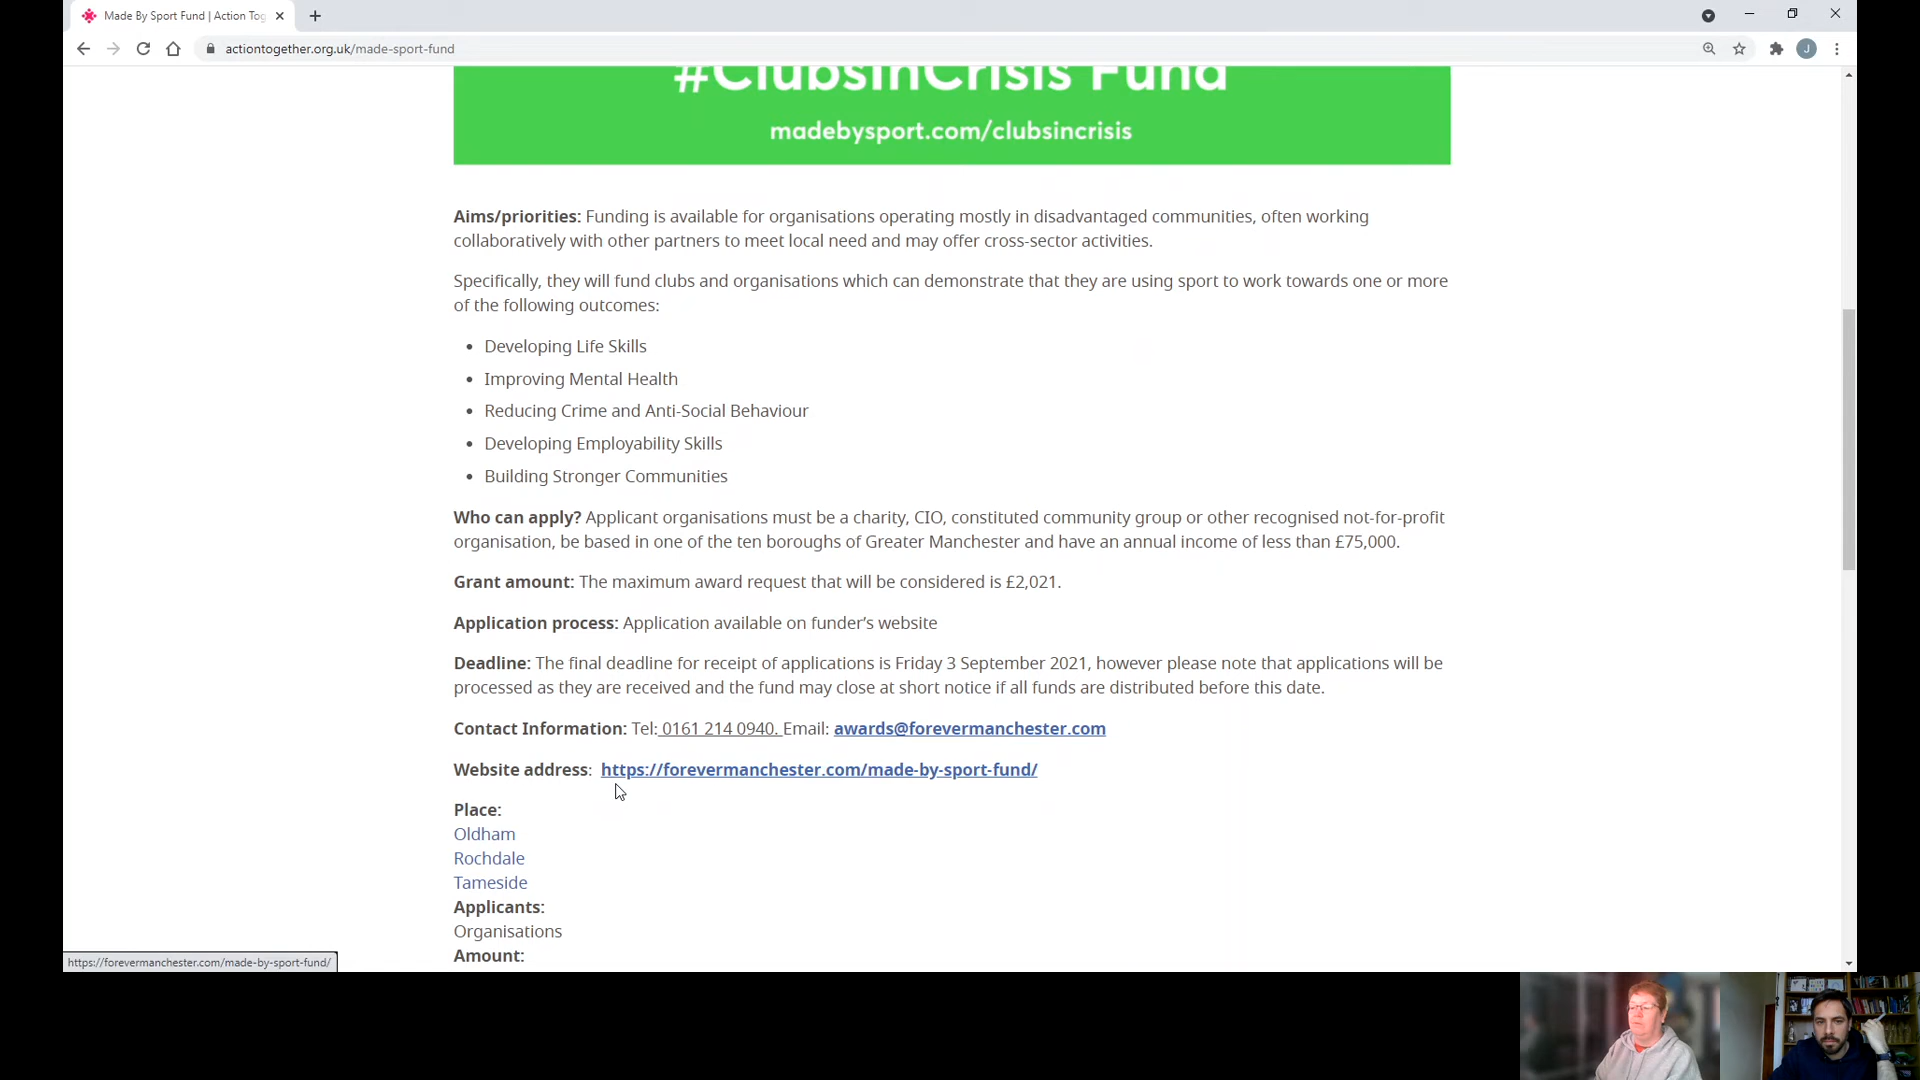 Made By Sport Fund | Action Tog
actiontogether.org.uk/made-sport-fund
J
#ClubsInCrisis Fund
madebysport.com/clubsincrisis
Aims/priorities: Funding is available for organisations operating mostly in disadvantaged communities, often working
collaboratively with other partners to meet local need and may offer cross-sector activities.
Specifically, they will fund clubs and organisations which can demonstrate that they are using sport to work towards one or more
of the following outcomes:
• Developing Life Skills
• Improving Mental Health
• Reducing Crime and Anti-Social Behaviour
• Developing Employability Skills
• Building Stronger Communities
Who can apply? Applicant organisations must be a charity, CIO, constituted community group or other recognised not-for-profit
organisation, be based in one of the ten boroughs of Greater Manchester and have an annual income of less than £75,000.
Grant amount: The maximum award request that will be considered is £2,021.
Application process: Application available on funder’s website
Deadline: The final deadline for receipt of applications is Friday 3 September 2021, however please note that applications will be
processed as they are received and the fund may close at short notice if all funds are distributed before this date.
Contact Information: Tel: 0161 214 0940. Email: awards@forevermanchester.com
Website address: https://forevermanchester.com/made-by-sport-fund/
Place:
Oldham
Rochdale
Tameside
Applicants:
Organisations
Amount:
https://forevermanchester.com/made-by-sport-fund/